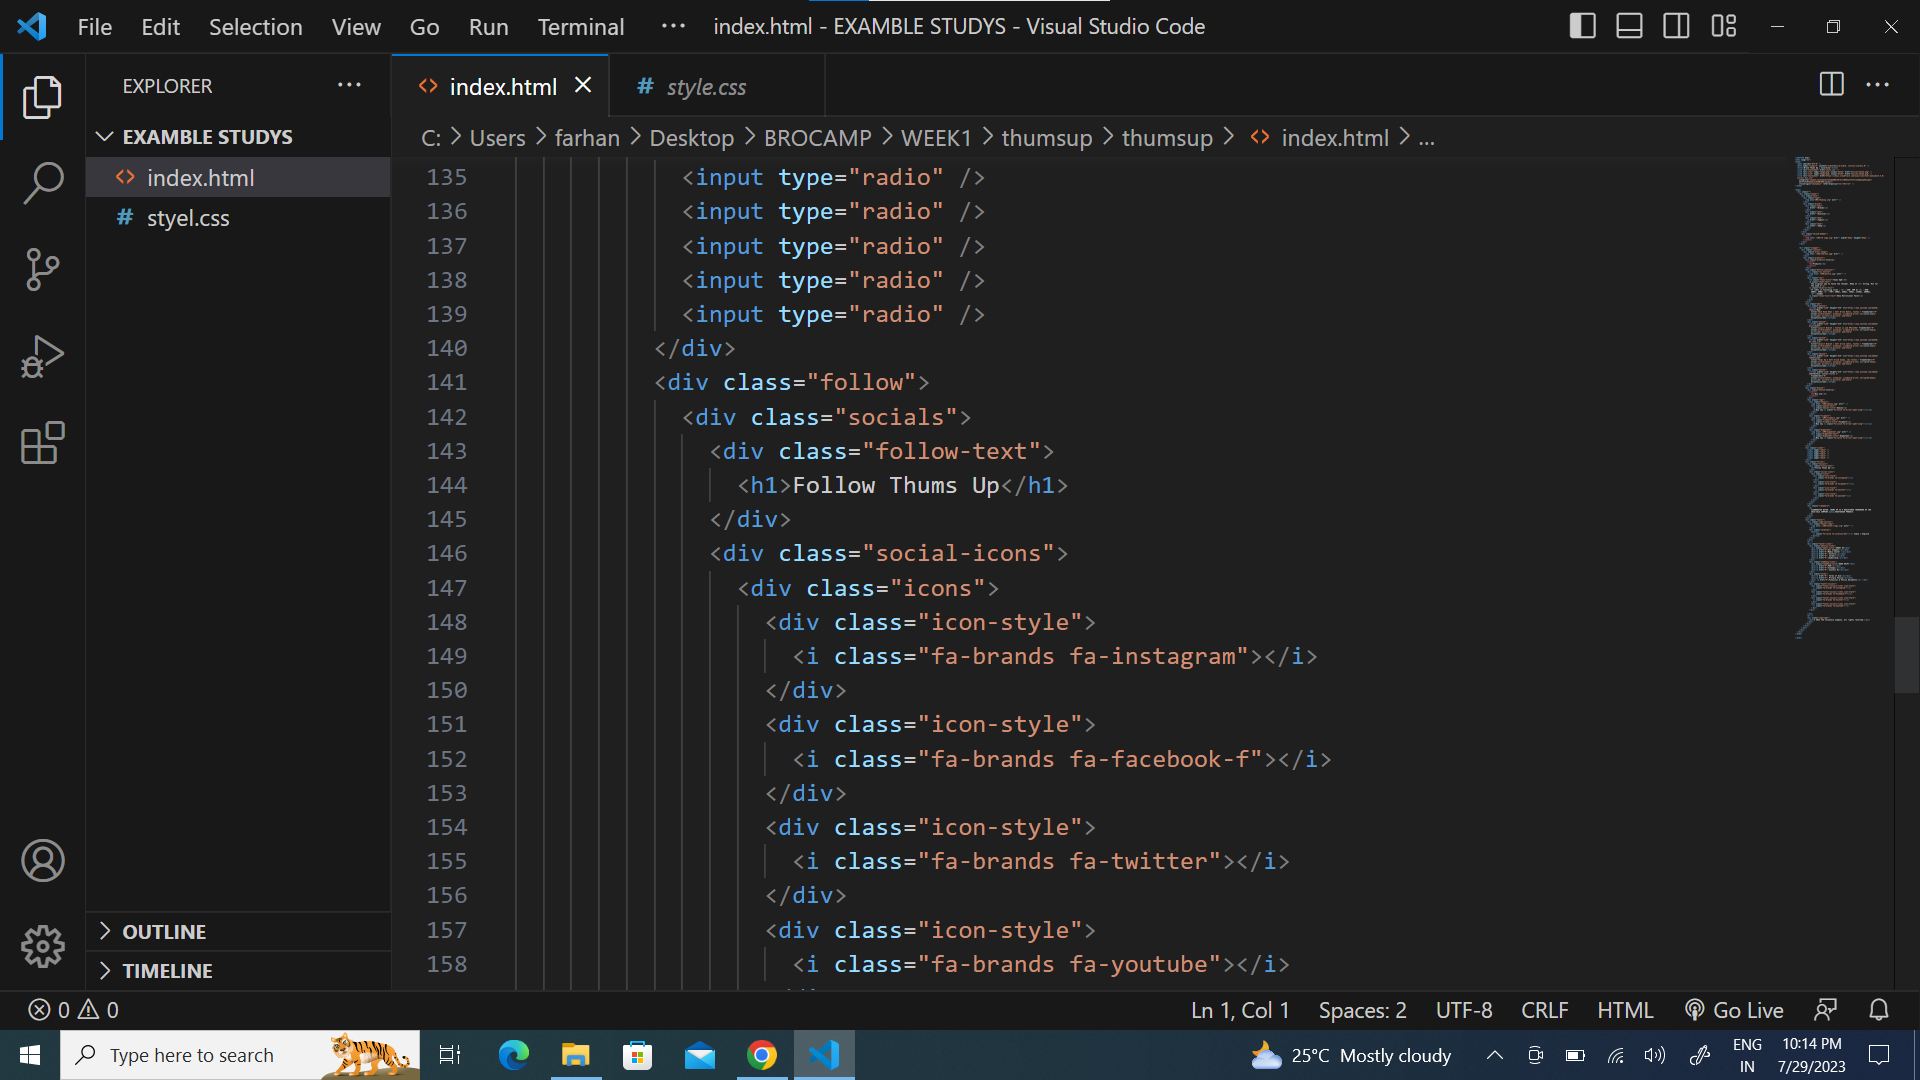 File Edit Selection View Go Run Terminal ··· index.html - EXAMBLE STUDYS - Visual Studio Code
EXPLORER ···
EXAMBLE STUDYS
index.html
# styel.css
OUTLINE
TIMELINE
<> index.html ×
# style.css
C: > Users > farhan > Desktop > BROCAMP > WEEK1 > thumsup > thumsup > <> index.html > ...
135 <input type="radio" />
136 <input type="radio" />
137 <input type="radio" />
138 <input type="radio" />
139 <input type="radio" />
140 </div>
141 <div class="follow">
142 <div class="socials">
143 <div class="follow-text">
144 <h1>Follow Thums Up</h1>
145 </div>
146 <div class="social-icons">
147 <div class="icons">
148 <div class="icon-style">
149 <i class="fa-brands fa-instagram"></i>
150 </div>
151 <div class="icon-style">
152 <i class="fa-brands fa-facebook-f"></i>
153 </div>
154 <div class="icon-style">
155 <i class="fa-brands fa-twitter"></i>
156 </div>
157 <div class="icon-style">
158 <i class="fa-brands fa-youtube"></i>
0 0 Ln 1, Col 1 Spaces: 2 UTF-8 CRLF HTML Go Live
Type here to search
25°C Mostly cloudy
ENG
IN
10:14 PM
7/29/2023